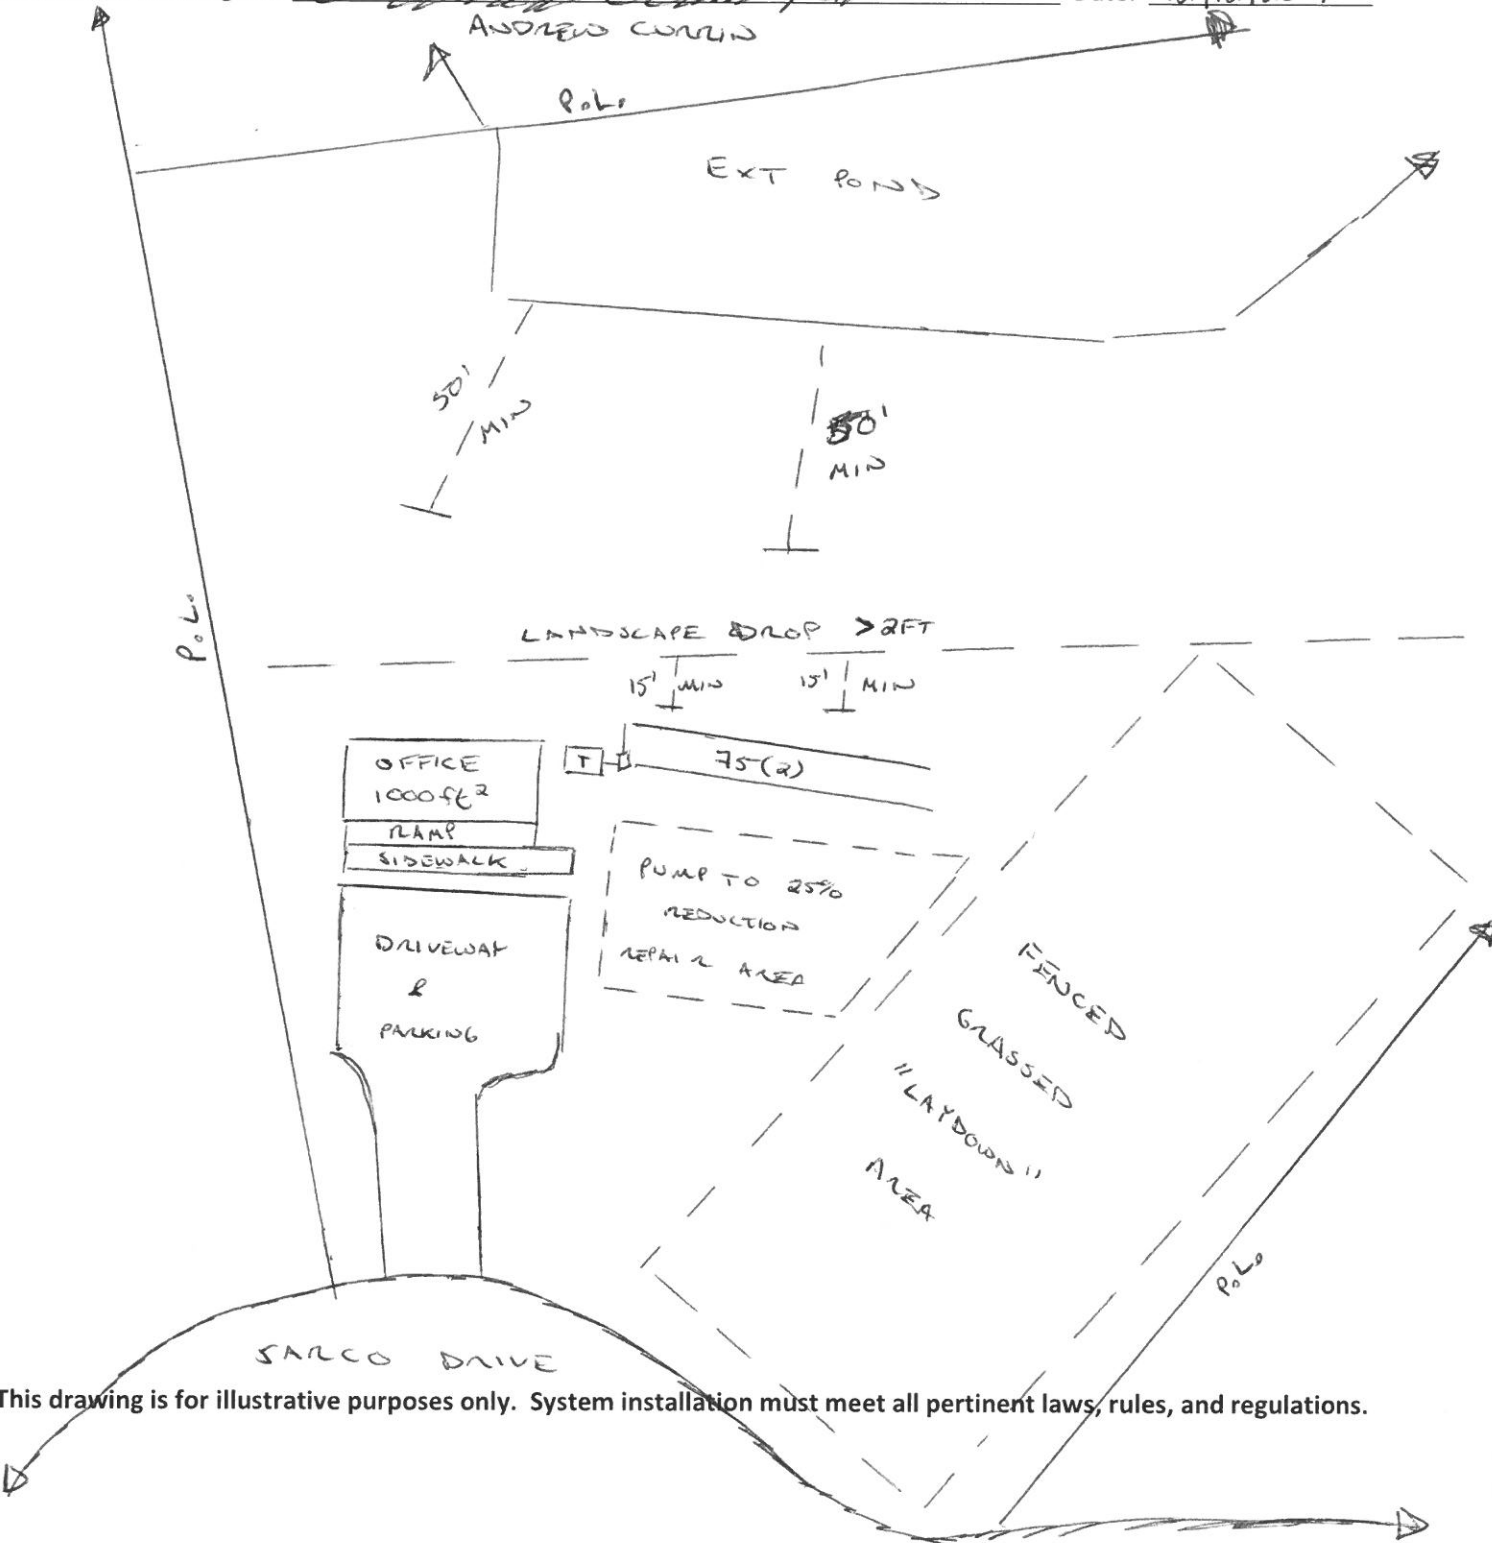 ANDREW CURRIN
P.L.
EXT POND
50'
MIN
50'
MIN
P.L.
LANDSCAPE DROP >2FT
15' MIN
15' MIN
OFFICE
1000ft²
T
75(2)
RAMP
SIDEWALK
PUMP TO 25%
REDUCTION
REPAIR AREA
DRIVEWAY
&
PARKING
FENCED
GRASSED
"LAYDOWN"
AREA
P.L.
SARCO DRIVE
This drawing is for illustrative purposes only. System installation must meet all pertinent laws, rules, and regulations.